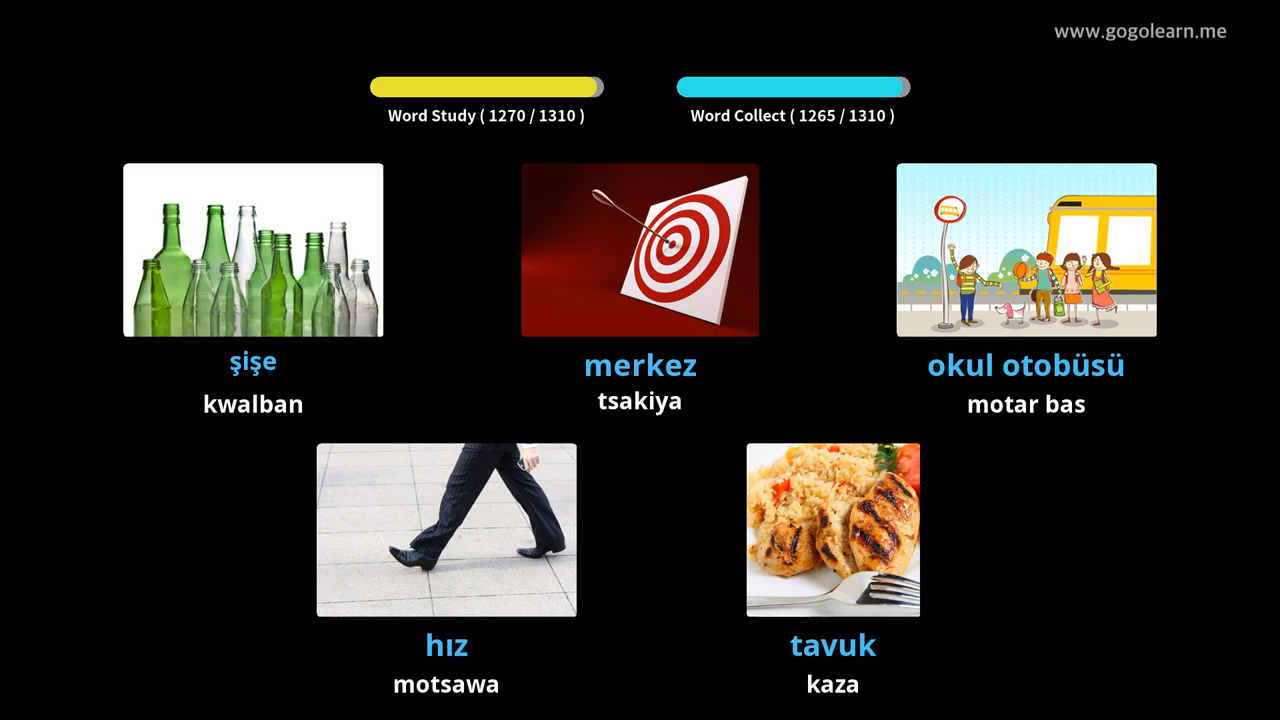 www.gogolearn.me
Word Study ( 1270 / 1310 )
Word Collect ( 1265 / 1310 )
şişe
kwalban
merkez
tsakiya
okul otobüsü
motar bas
hız
motsawa
tavuk
kaza